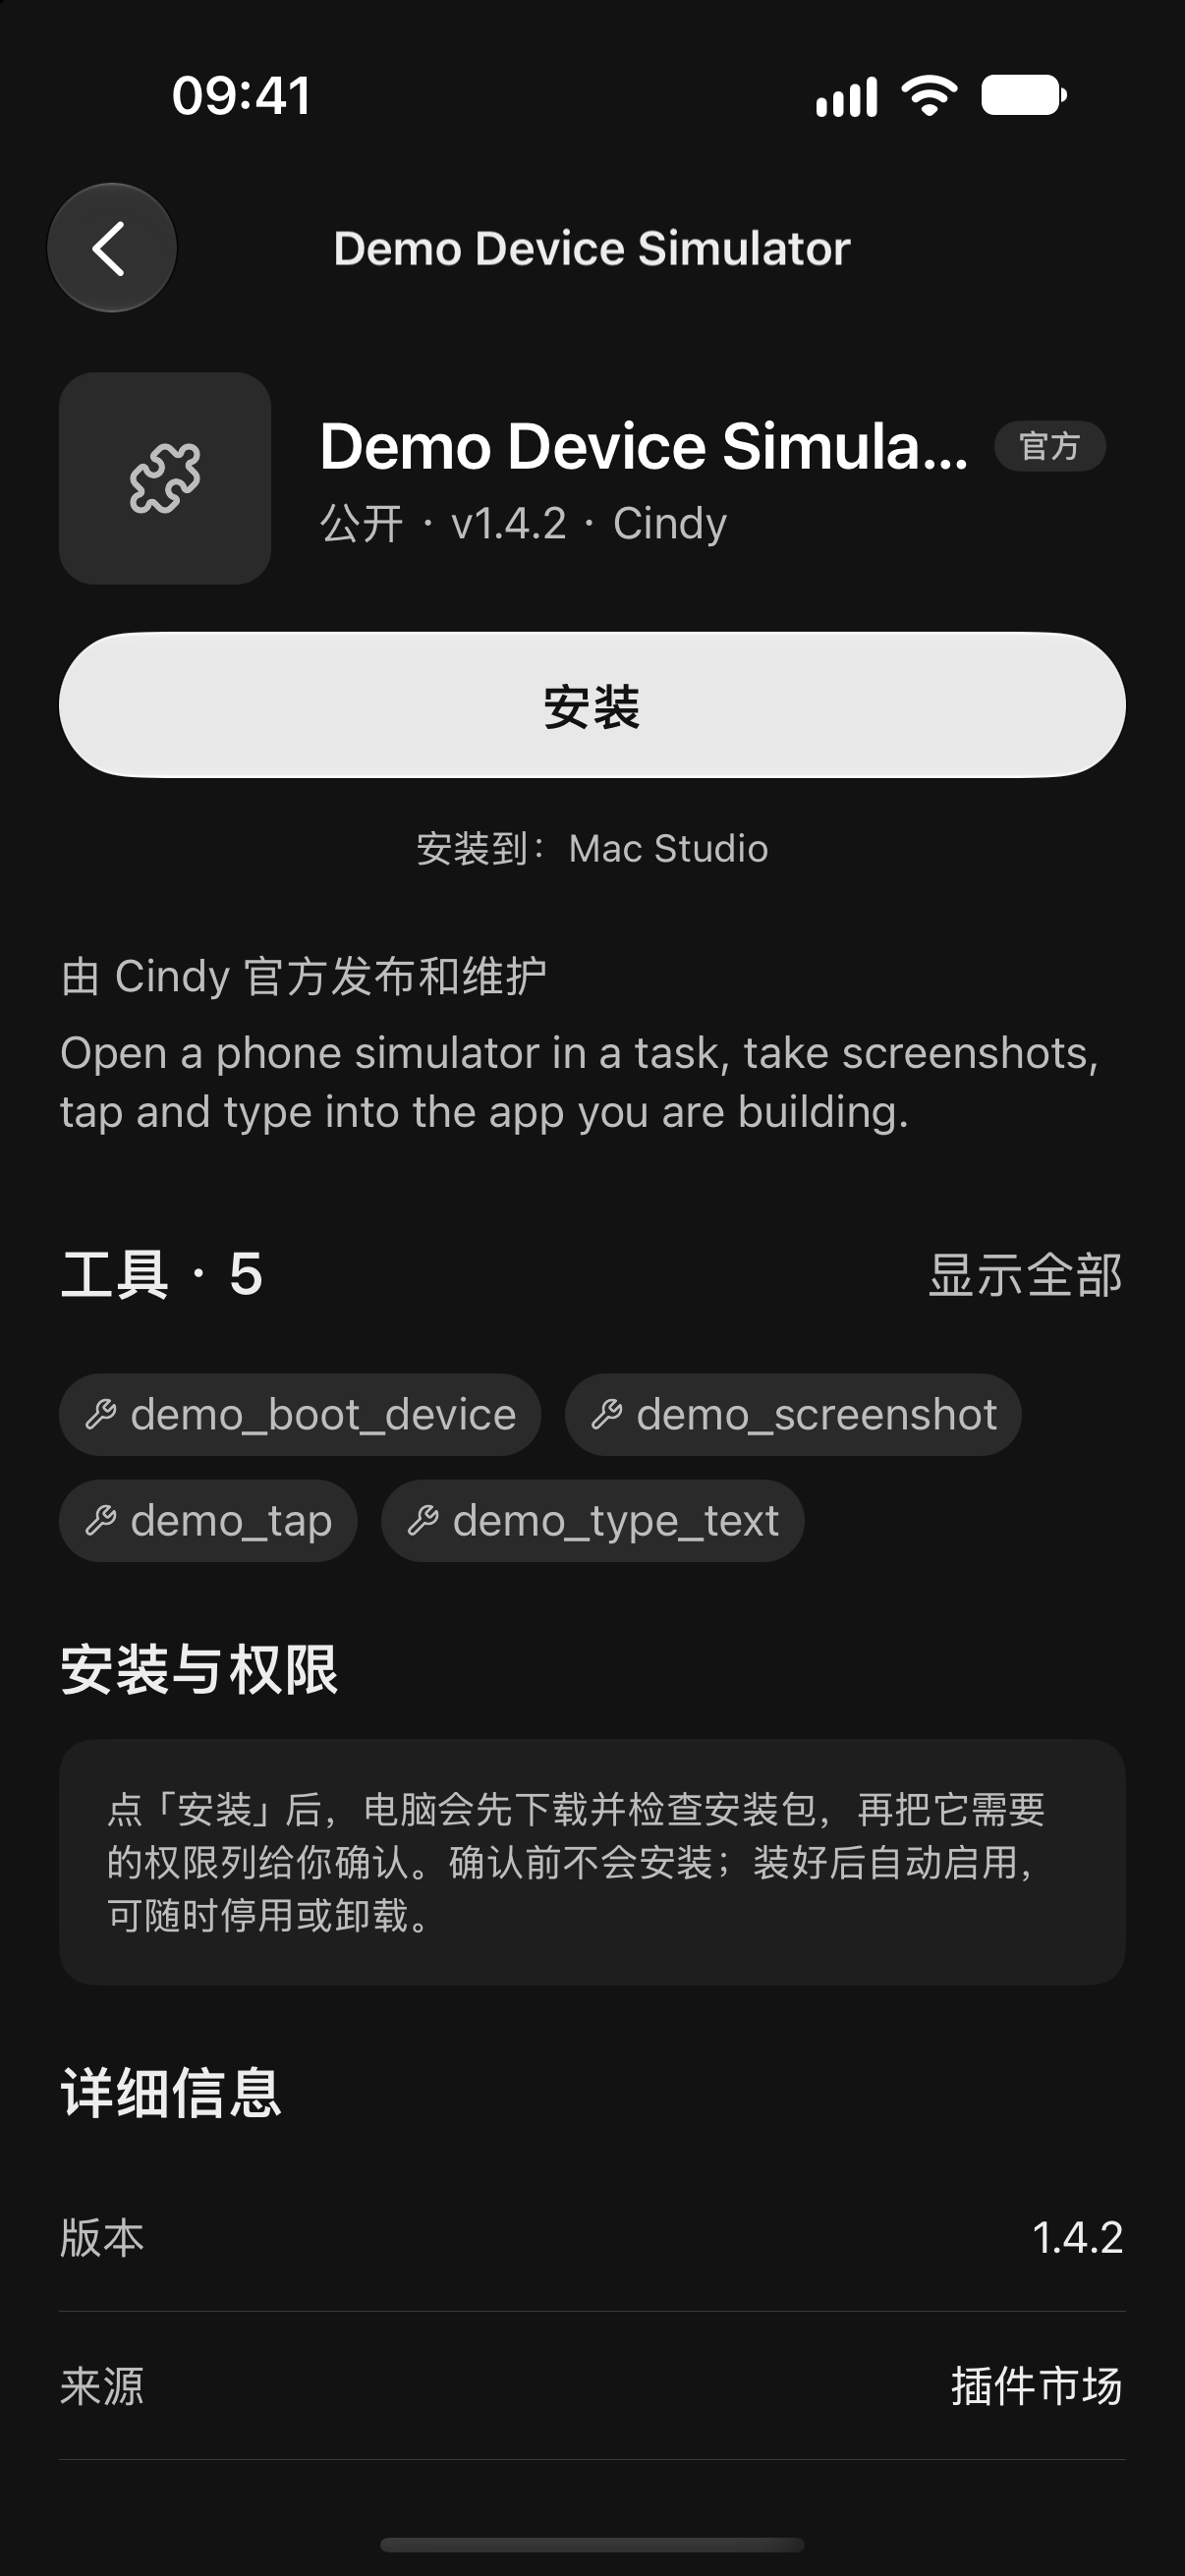 09:41
Demo Device Simulator
Demo Device Simula...
官方
公开 · v1.4.2 · Cindy
安装
安装到：Mac Studio
由 Cindy 官方发布和维护
Open a phone simulator in a task, take screenshots,
tap and type into the app you are building.
工具 · 5
显示全部
demo_boot_device
demo_screenshot
demo_tap
demo_type_text
安装与权限
点「安装」后，电脑会先下载并检查安装包，再把它需要
的权限列给你确认。确认前不会安装；装好后自动启用，
可随时停用或卸载。
详细信息
版本
1.4.2
来源
插件市场